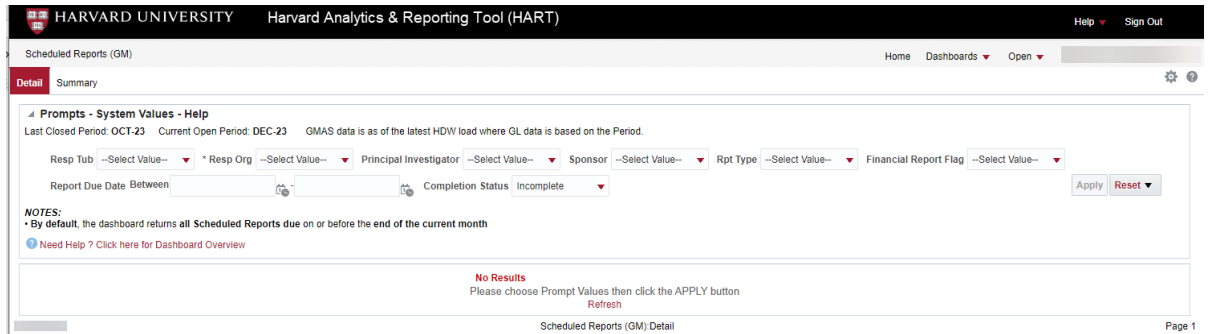 HARVARD UNIVERSITY Harvard Analytics & Reporting Tool (HART) Help Sign Out
Scheduled Reports (GM) Home Dashboards Open
Detail Summary
Prompts - System Values - Help
Last Closed Period: OCT-23 Current Open Period: DEC-23 GMAS data is as of the latest HDW load where GL data is based on the Period.
Resp Tub --Select Value-- * Resp Org --Select Value-- Principal Investigator --Select Value-- Sponsor --Select Value-- Rpt Type --Select Value-- Financial Report Flag --Select Value--
Report Due Date Between - Completion Status Incomplete Apply Reset
NOTES:
• By default, the dashboard returns all Scheduled Reports due on or before the end of the current month
Need Help ? Click here for Dashboard Overview
No Results
Please choose Prompt Values then click the APPLY button
Refresh
Scheduled Reports (GM):Detail Page 1